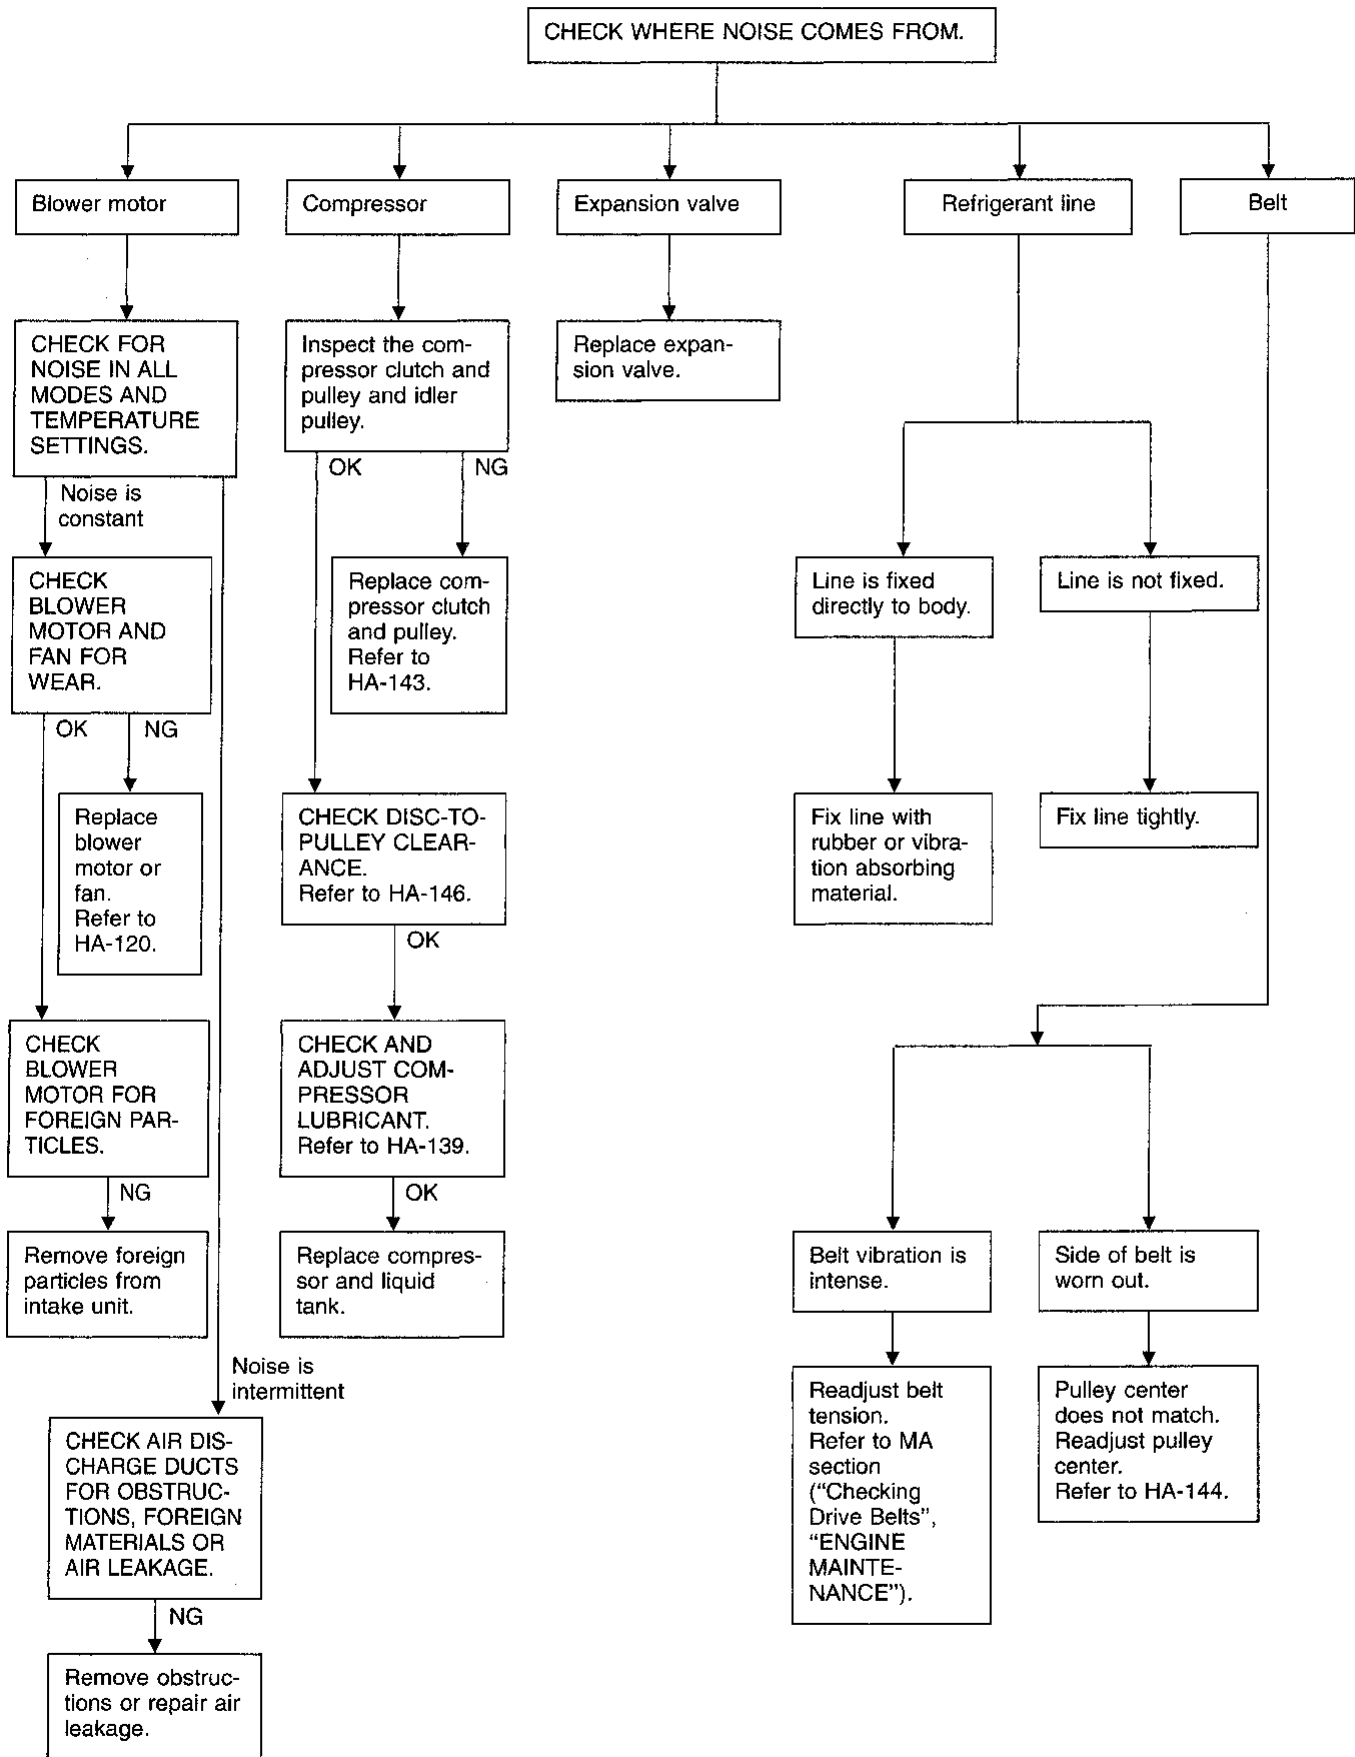 CHECK WHERE NOISE COMES FROM.
Blower motor
Compressor
Expansion valve
Refrigerant line
Belt
CHECK FOR
NOISE IN ALL
MODES AND
TEMPERATURE
SETTINGS.
Inspect the com-
pressor clutch and
pulley and idler
pulley.
Replace expan-
sion valve.
Noise is
constant
OK
NG
CHECK
BLOWER
MOTOR AND
FAN FOR
WEAR.
Replace com-
pressor clutch
and pulley.
Refer to
HA-143.
Line is fixed
directly to body.
Line is not fixed.
OK
NG
Replace
blower
motor or
fan.
Refer to
HA-120.
CHECK DISC-TO-
PULLEY CLEAR-
ANCE.
Refer to HA-146.
Fix line with
rubber or vibra-
tion absorbing
material.
Fix line tightly.
OK
CHECK
BLOWER
MOTOR FOR
FOREIGN PAR-
TICLES.
CHECK AND
ADJUST COM-
PRESSOR
LUBRICANT.
Refer to HA-139.
NG
OK
Remove foreign
particles from
intake unit.
Replace compres-
sor and liquid
tank.
Belt vibration is
intense.
Side of belt is
worn out.
Noise is
intermittent
Readjust belt
tension.
Refer to MA
section
(“Checking
Drive Belts”,
“ENGINE
MAINTE-
NANCE”).
Pulley center
does not match.
Readjust pulley
center.
Refer to HA-144.
CHECK AIR DIS-
CHARGE DUCTS
FOR OBSTRUC-
TIONS, FOREIGN
MATERIALS OR
AIR LEAKAGE.
NG
Remove obstruc-
tions or repair air
leakage.